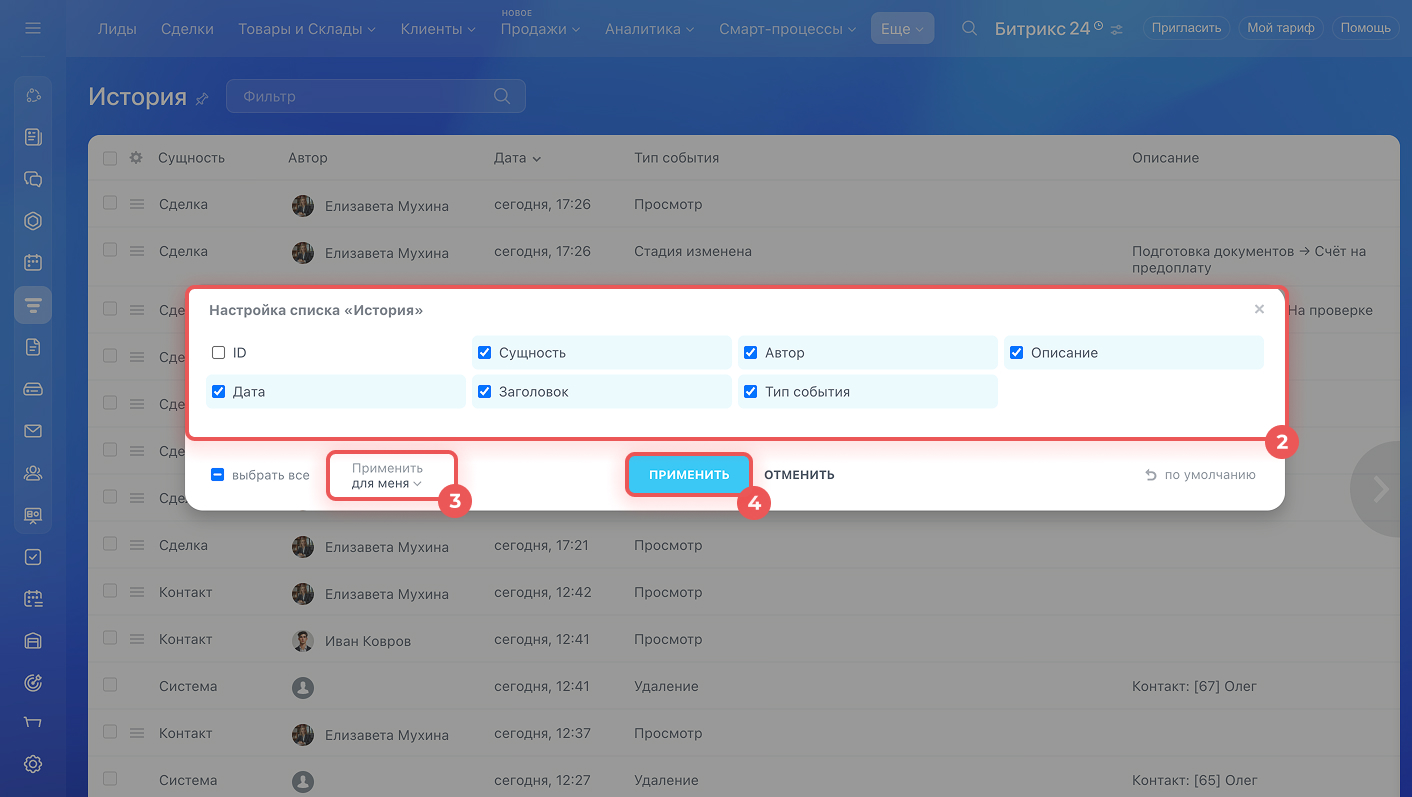 НОВОЕ
Лиды Сделки Товары и Склады Клиенты Продажи Аналитика Смарт-процессы Еще Битрикс 24 Пригласить Мой тариф Помощь
История Фильтр
Сущность Автор Дата Тип события Описание
Сделка Елизавета Мухина сегодня, 17:26 Просмотр
Сделка Елизавета Мухина сегодня, 17:26 Стадия изменена Подготовка документов → Счёт на
предоплату
Сде На проверке
Настройка списка «История»
ID Сущность Автор Описание
Сде
Дата Заголовок Тип события
Сде
2
Сде
выбрать все Применить
для меня ПРИМЕНИТЬ ОТМЕНИТЬ по умолчанию
3 4
Сде
Сделка Елизавета Мухина сегодня, 17:21 Просмотр
Контакт Елизавета Мухина сегодня, 12:42 Просмотр
Контакт Иван Ковров сегодня, 12:41 Просмотр
Система сегодня, 12:41 Удаление Контакт: [67] Олег
Контакт Елизавета Мухина сегодня, 12:37 Просмотр
Система сегодня, 12:27 Удаление Контакт: [65] Олег